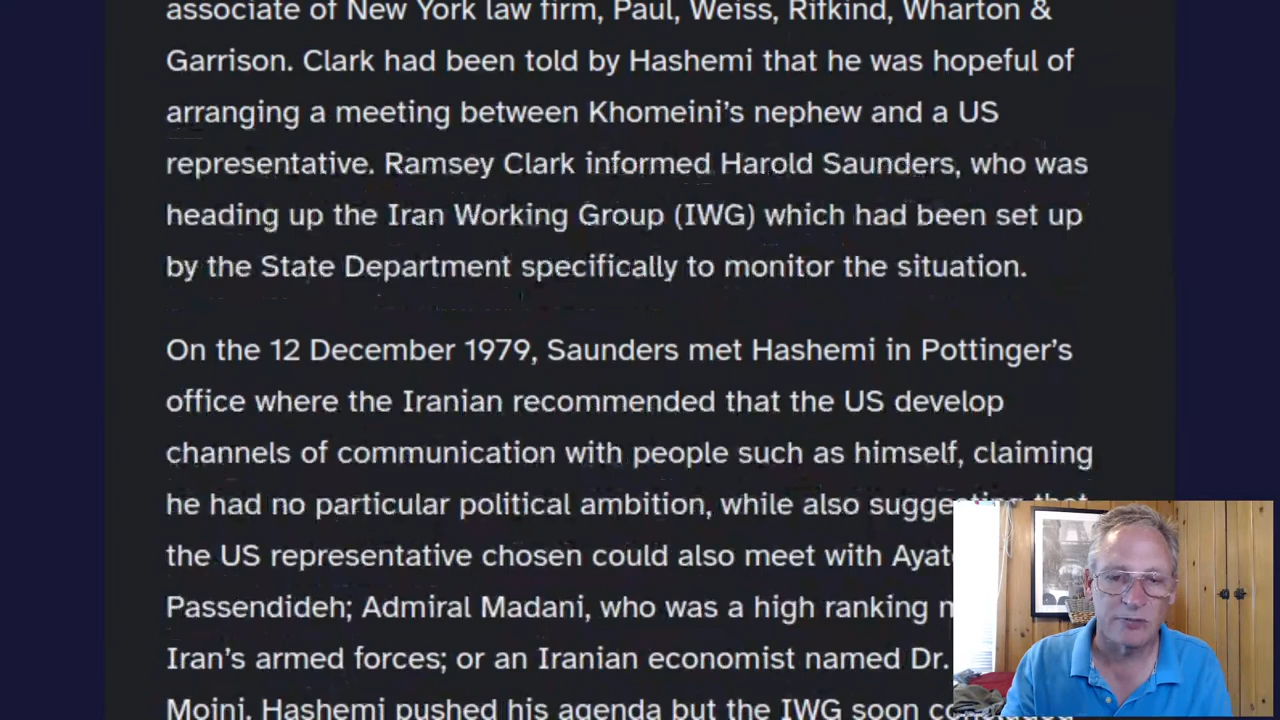 associate of New York law firm, Paul, Weiss, Rifkind, Wharton &
Garrison. Clark had been told by Hashemi that he was hopeful of
arranging a meeting between Khomeini’s nephew and a US
representative. Ramsey Clark informed Harold Saunders, who was
heading up the Iran Working Group (IWG) which had been set up
by the State Department specifically to monitor the situation.
On the 12 December 1979, Saunders met Hashemi in Pottinger’s
office where the Iranian recommended that the US develop
channels of communication with people such as himself, claiming
he had no particular political ambition, while also suggesting that
the US representative chosen could also meet with
Passendideh; Admiral Madani, who was a high ranking
Iran’s armed forces; or an Iranian economist named Dr.
Moini. Hashemi pushed his agenda but the IWG soon